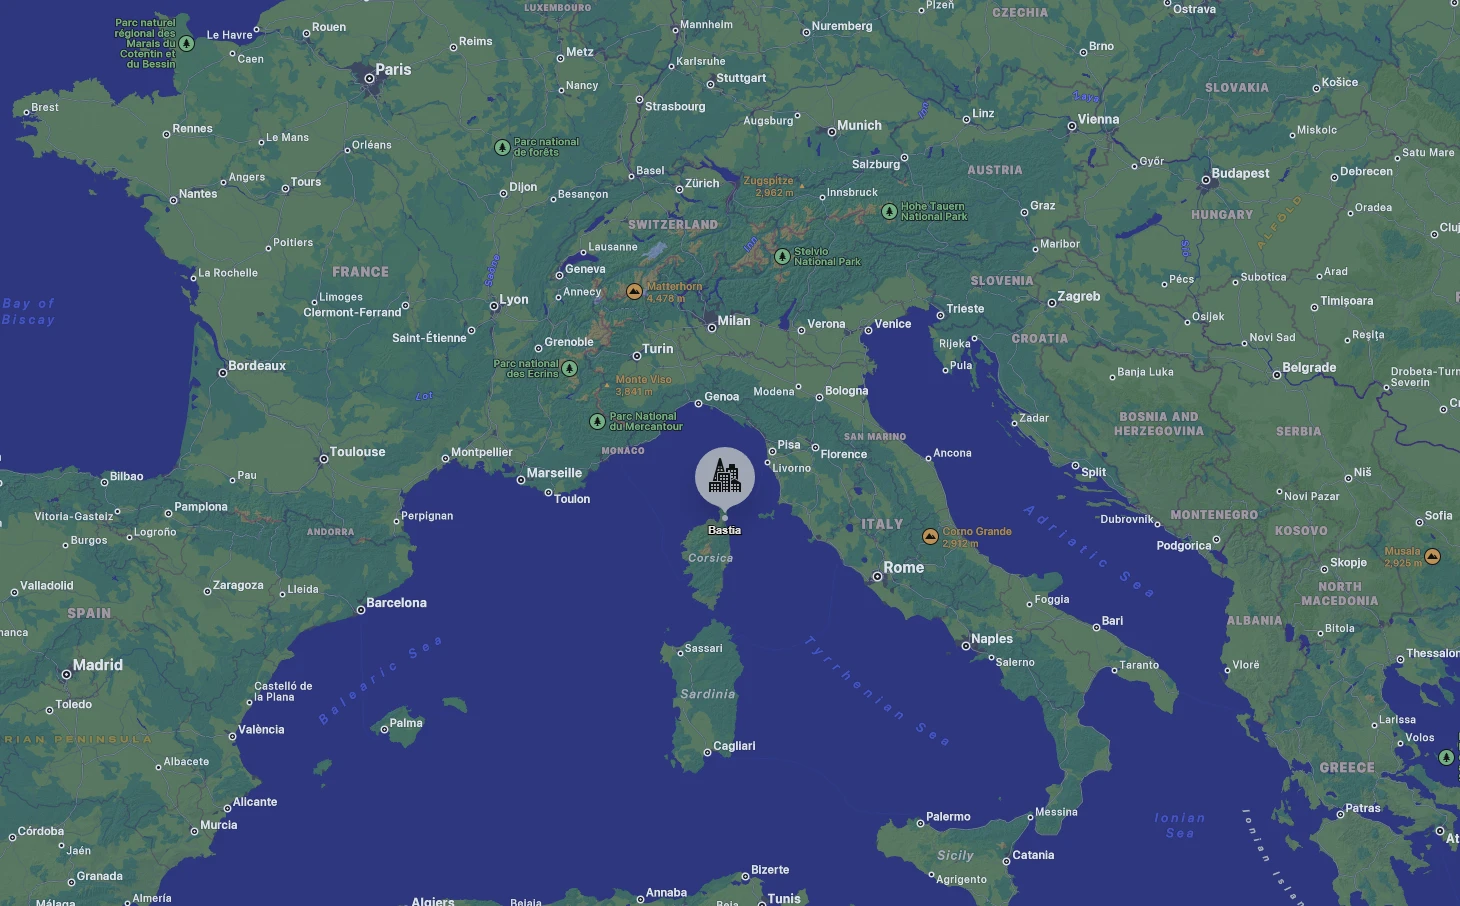 LUXEMBOURG
Plzeň
CZECHIA
Ostrava
Parc naturel
régional des
Marais du
Cotentin et
du Bessin
Le Havre
Rouen
Reims
Mannheim
Nuremberg
Caen
Metz
Brno
Paris
Karlsruhe
Stuttgart
Košice
SLOVAKIA
Nancy
Strasbourg
Brest
Augsburg
Munich
Linz
Vienna
Inn
Rennes
Le Mans
Orléans
Parc national
de forêts
Miskolc
Salzburg
Győr
Satu Mare
Basel
Zürich
Zugspitze
2,962 m
AUSTRIA
Budapest
Debrecen
Angers
Tours
Nantes
Dijon
Besançon
Innsbruck
Hohe Tauern
National Park
Graz
HUNGARY
ALFOLD
Oradea
SWITZERLAND
Poitiers
Lausanne
Inn
Stelvio
National Park
Maribor
Cluj
FRANCE
La Rochelle
Saône
Geneva
Matterhorn
4,478 m
SLOVENIA
Pécs
Subotica
Arad
Bay of
Biscay
Limoges
Clermont-Ferrand
Lyon
Annecy
Zagreb
Timișoara
Milan
Verona
Venice
Trieste
Osijek
Saint-Étienne
Grenoble
Turin
Rijeka
CROATIA
Novi Sad
Reșița
Bordeaux
Parc national
des Ecrins
Pula
Banja Luka
Belgrade
Drobeta-Turn
Severin
Monte Viso
3,841 m
Lot
Genoa
Modena
Bologna
Parc National
du Mercantour
Zadar
BOSNIA AND
HERZEGOVINA
SERBIA
SAN MARINO
Toulouse
Montpellier
MONACO
Pisa
Florence
Ancona
Livorno
Split
Niš
Bilbao
Pau
Marseille
Toulon
Novi Pazar
Vitoria-Gasteiz
Pamplona
Perpignan
Logroño
ANDORRA
Burgos
Bastia
ITALY
Corno Grande
2,912 m
Adriatic Sea
Dubrovnik
MONTENEGRO
Podgorica
KOSOVO
Sofia
Musala
2,925 m
Corsica
Rome
Skopje
Valladolid
Zaragoza
Lleida
NORTH
MACEDONIA
SPAIN
Barcelona
Foggia
Bari
ALBANIA
Bitola
Naples
Salerno
Balearic Sea
Sassari
Tyrrhenian Sea
Taranto
Vlorë
Thessalon
Madrid
Toledo
Castelló de
la Plana
Sardinia
Palma
València
RIAN PENINSULA
Larissa
Volos
Cagliari
Albacete
GREECE
Alicante
Murcia
Palermo
Messina
Ionian
Sea
Patras
Córdoba
Jaén
Sicily
Catania
Ionian Islan
At
Granada
Agrigento
Bizerte
Málaga
Almería
Algiers
Bejaia
Annaba
Beja
Tunis